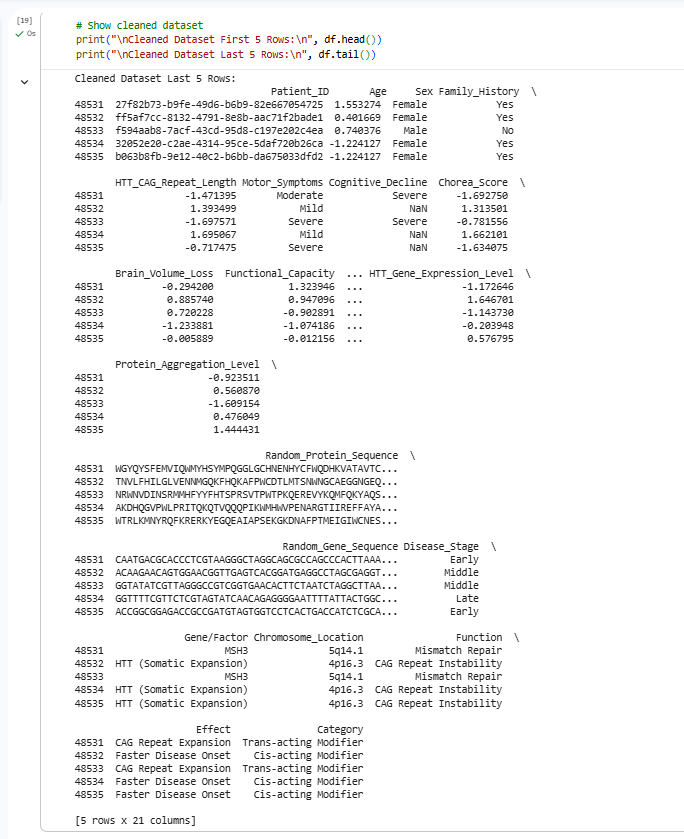 [19]
0s
# Show cleaned dataset
print("\nCleaned Dataset First 5 Rows:\n", df.head())
print("\nCleaned Dataset Last 5 Rows:\n", df.tail())
Cleaned Dataset Last 5 Rows:
Patient_ID Age Sex Family_History \
48531 27f82b73-b9fe-49d6-b6b9-82e667054725 1.553274 Female Yes
48532 ff5af7cc-8132-4791-8e8b-aac71f2bade1 0.401669 Female Yes
48533 f594aab8-7acf-43cd-95d8-c197e202c4ea 0.740376 Male No
48534 32052e20-c2ae-4314-95ce-5daf720b26ca -1.224127 Female Yes
48535 b063b8fb-9e12-40c2-b6bb-da675033dfd2 -1.224127 Female Yes
HTT_CAG_Repeat_Length Motor_Symptoms Cognitive_Decline Chorea_Score \
48531 -1.471395 Moderate Severe -1.692750
48532 1.393499 Mild NaN 1.313501
48533 -1.697571 Severe Severe -0.781556
48534 1.695067 Mild NaN 1.662101
48535 -0.717475 Severe NaN -1.634075
Brain_Volume_Loss Functional_Capacity ... HTT_Gene_Expression_Level \
48531 -0.294200 1.323946 ... -1.172646
48532 0.885740 0.947096 ... 1.646701
48533 0.720228 -0.902891 ... -1.143730
48534 -1.233881 -1.074186 ... -0.203948
48535 -0.005889 -0.012156 ... 0.576795
Protein_Aggregation_Level \
48531 -0.923511
48532 0.560870
48533 -1.609154
48534 0.476049
48535 1.444431
Random_Protein_Sequence \
48531 WGYQYSFEMVIQWMYHSYMPQGGLGCHNENHYCFWQDHKVATAVTC...
48532 TNVLFHILGLVENNMGQKFHQKAFPWCDTLMTSNWNGCAEGGNGEQ...
48533 NRWNVDINSRMMHFYYFHTSPRSVTPWTPKQEREVYKQMFQKYAQS...
48534 AKDHQGVPWLPRITQKQTVQQQPIKWMHWVPENARGTIIREFFAYA...
48535 WTRLKMNYRQFKRERKYEGQEAIAPSEKGKDNAFPTMEIGIWCNES...
Random_Gene_Sequence Disease_Stage \
48531 CAATGACGCACCCTCGTAAGGGCTAGGCAGCGCCAGCCCACTTAAA... Early
48532 ACAAGAACAGTGGAACGGTTGAGTCACGGATGAGGCCTAGCGAGGT... Middle
48533 GGTATATCGTTAGGGCCGTCGGTGAACACTTCTAATCTAGGCTTAA... Middle
48534 GGTTTTCGTTCTCGTAGTATCAACAGAGGGGAATTTTATTACTGGC... Late
48535 ACCGGCGGAGACCGCCGATGTAGTGGTCCTCACTGACCATCTCGCA... Early
Gene/Factor Chromosome_Location Function \
48531 MSH3 5q14.1 Mismatch Repair
48532 HTT (Somatic Expansion) 4p16.3 CAG Repeat Instability
48533 MSH3 5q14.1 Mismatch Repair
48534 HTT (Somatic Expansion) 4p16.3 CAG Repeat Instability
48535 HTT (Somatic Expansion) 4p16.3 CAG Repeat Instability
Effect Category
48531 CAG Repeat Expansion Trans-acting Modifier
48532 Faster Disease Onset Cis-acting Modifier
48533 CAG Repeat Expansion Trans-acting Modifier
48534 Faster Disease Onset Cis-acting Modifier
48535 Faster Disease Onset Cis-acting Modifier
[5 rows x 21 columns]